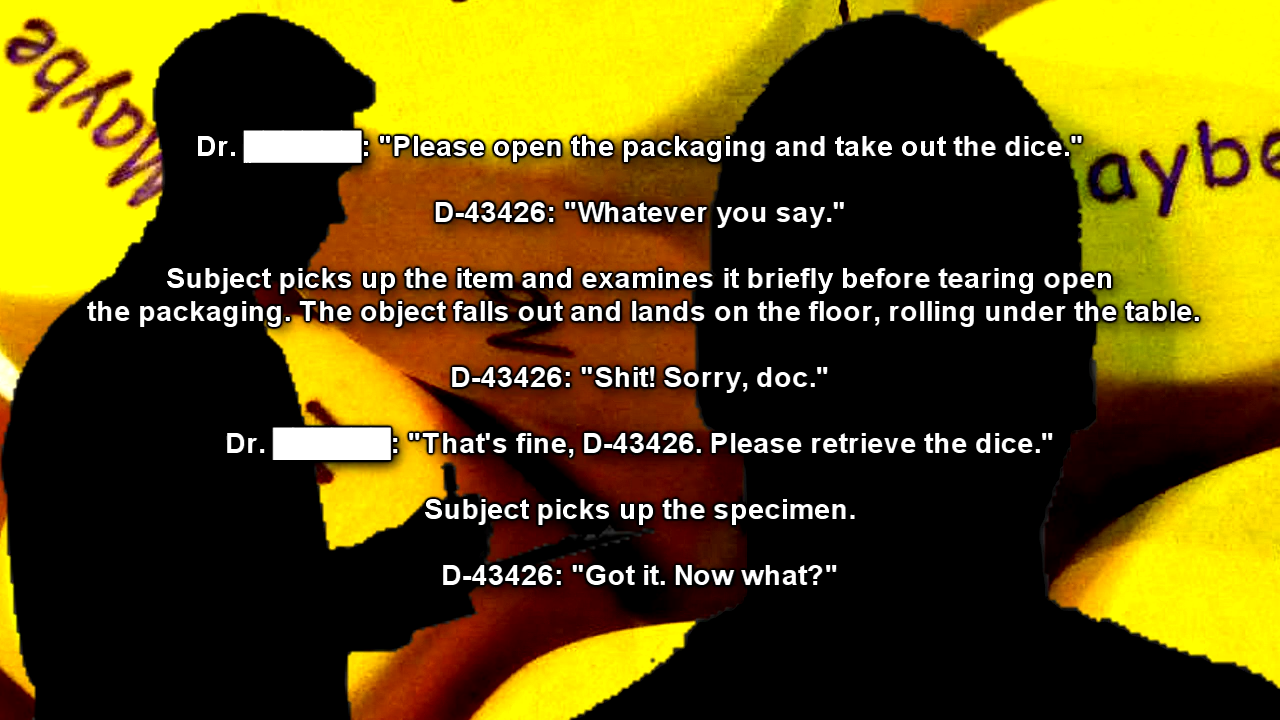 Maybe
aybe
Dr. : "Please open the packaging and take out the dice."
D-43426: "Whatever you say."
Subject picks up the item and examines it briefly before tearing open
the packaging. The object falls out and lands on the floor, rolling under the table.
D-43426: "Shit! Sorry, doc."
Dr. : "That's fine, D-43426. Please retrieve the dice."
Subject picks up the specimen.
D-43426: "Got it. Now what?"